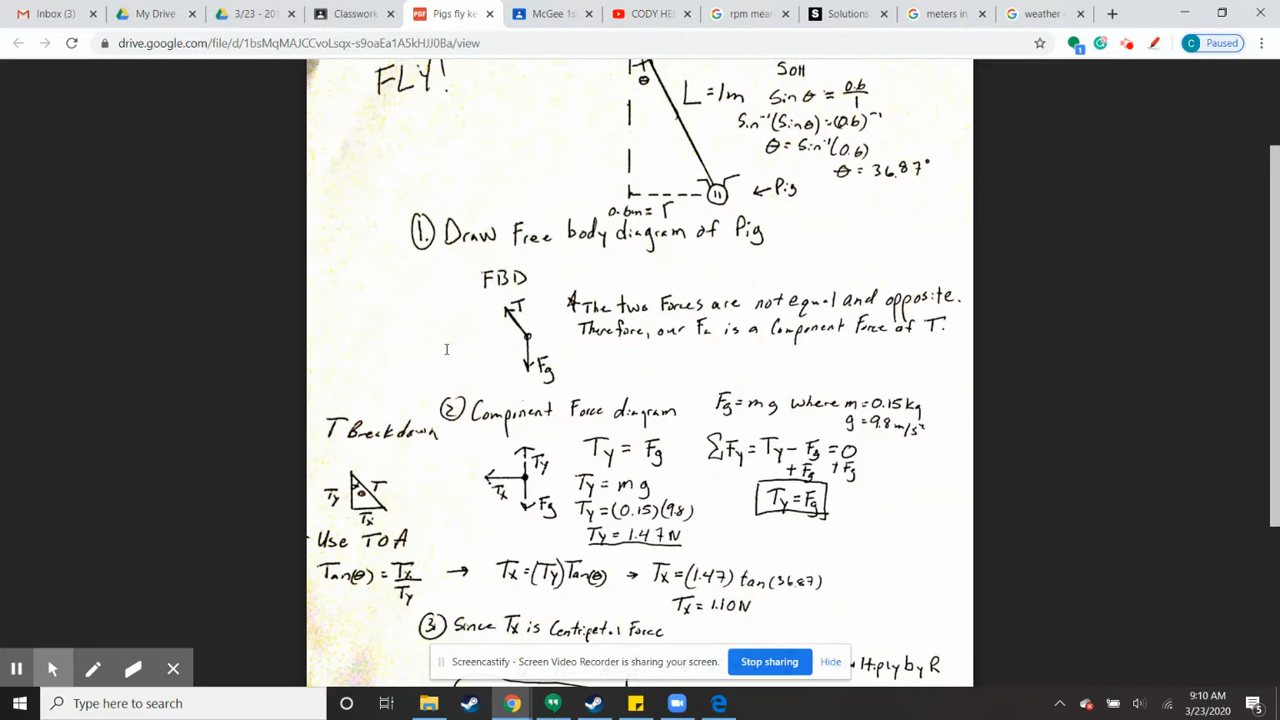 Inbox (3)
My Drive
3/23 - 201
Classwork
Pigs fly ke
McGee 1s
CODY HE
rpm mean
Solutions
meters in
weather -
drive.google.com/file/d/1bsMqMAJCCvoLsqx-s9oaEa1A5kHJJ0Ba/view
Paused
FLY!
θ
L = 1m
SoH
Sin θ = 0.6/1
Sin⁻¹(Sinθ) = (0.6)⁻¹
θ = Sin⁻¹(0.6)
θ = 36.87°
← Pig
0.6m = r
1. Draw Free body diagram of Pig
FBD
T
Fg
* The two Forces are not equal and opposite.
Therefore, our Fc is a Component Force of T.
② Component Force diagram
Fg = mg where m = 0.15kg
g = 9.8m/s²
T Breakdown
Ty
Tx
Fg
Ty = Fg
Ty = mg
Ty = (0.15)(9.8)
Ty = 1.47N
ΣFy = Ty - Fg = 0
+Fg +Fg
Ty = Fg
Ty
θ
T
Tx
Use TOA
Tan(θ) = Tx/Ty → Tx = (Ty)Tan(θ) → Tx = (1.47) tan(36.87)
Tx = 1.10N
③ Since Tx is Centripetal Force
Screencastify - Screen Video Recorder is sharing your screen.
Stop sharing
Hide
Hiply by R
Type here to search
9:10 AM
3/23/2020
5